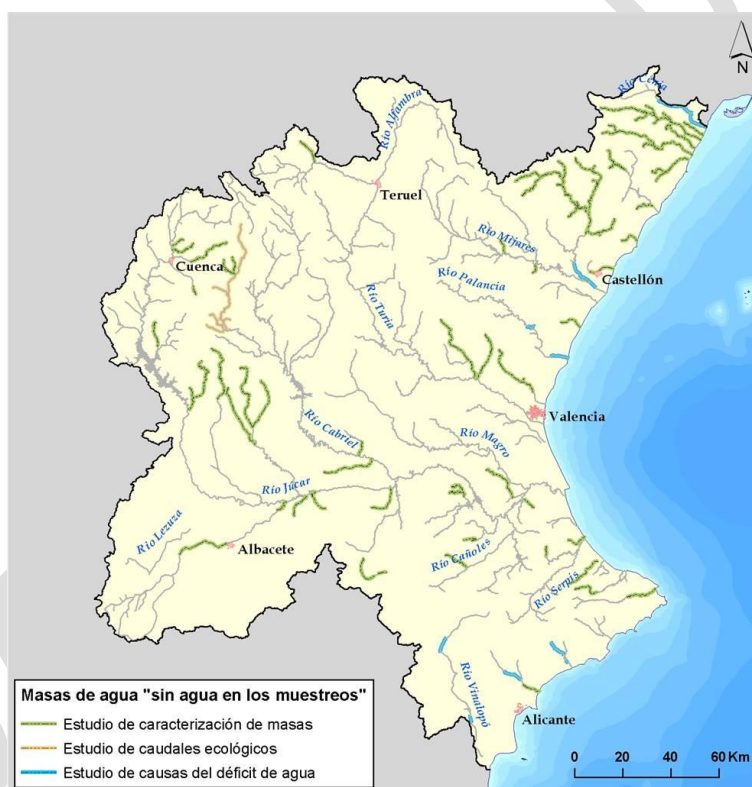 N
Río Cenia
Río Alfambra
Teruel
Río Mijares
Cuenca
Castellón
Río Palancia
Río Turia
Valencia
Río Cabriel
Río Magro
Río Júcar
Río Lezuza
Albacete
Río Cañoles
Río Serpis
Río Vinalopó
Alicante
Masas de agua "sin agua en los muestreos"
Estudio de caracterización de masas
Estudio de caudales ecológicos
Estudio de causas del déficit de agua
0 20 40 60 Km